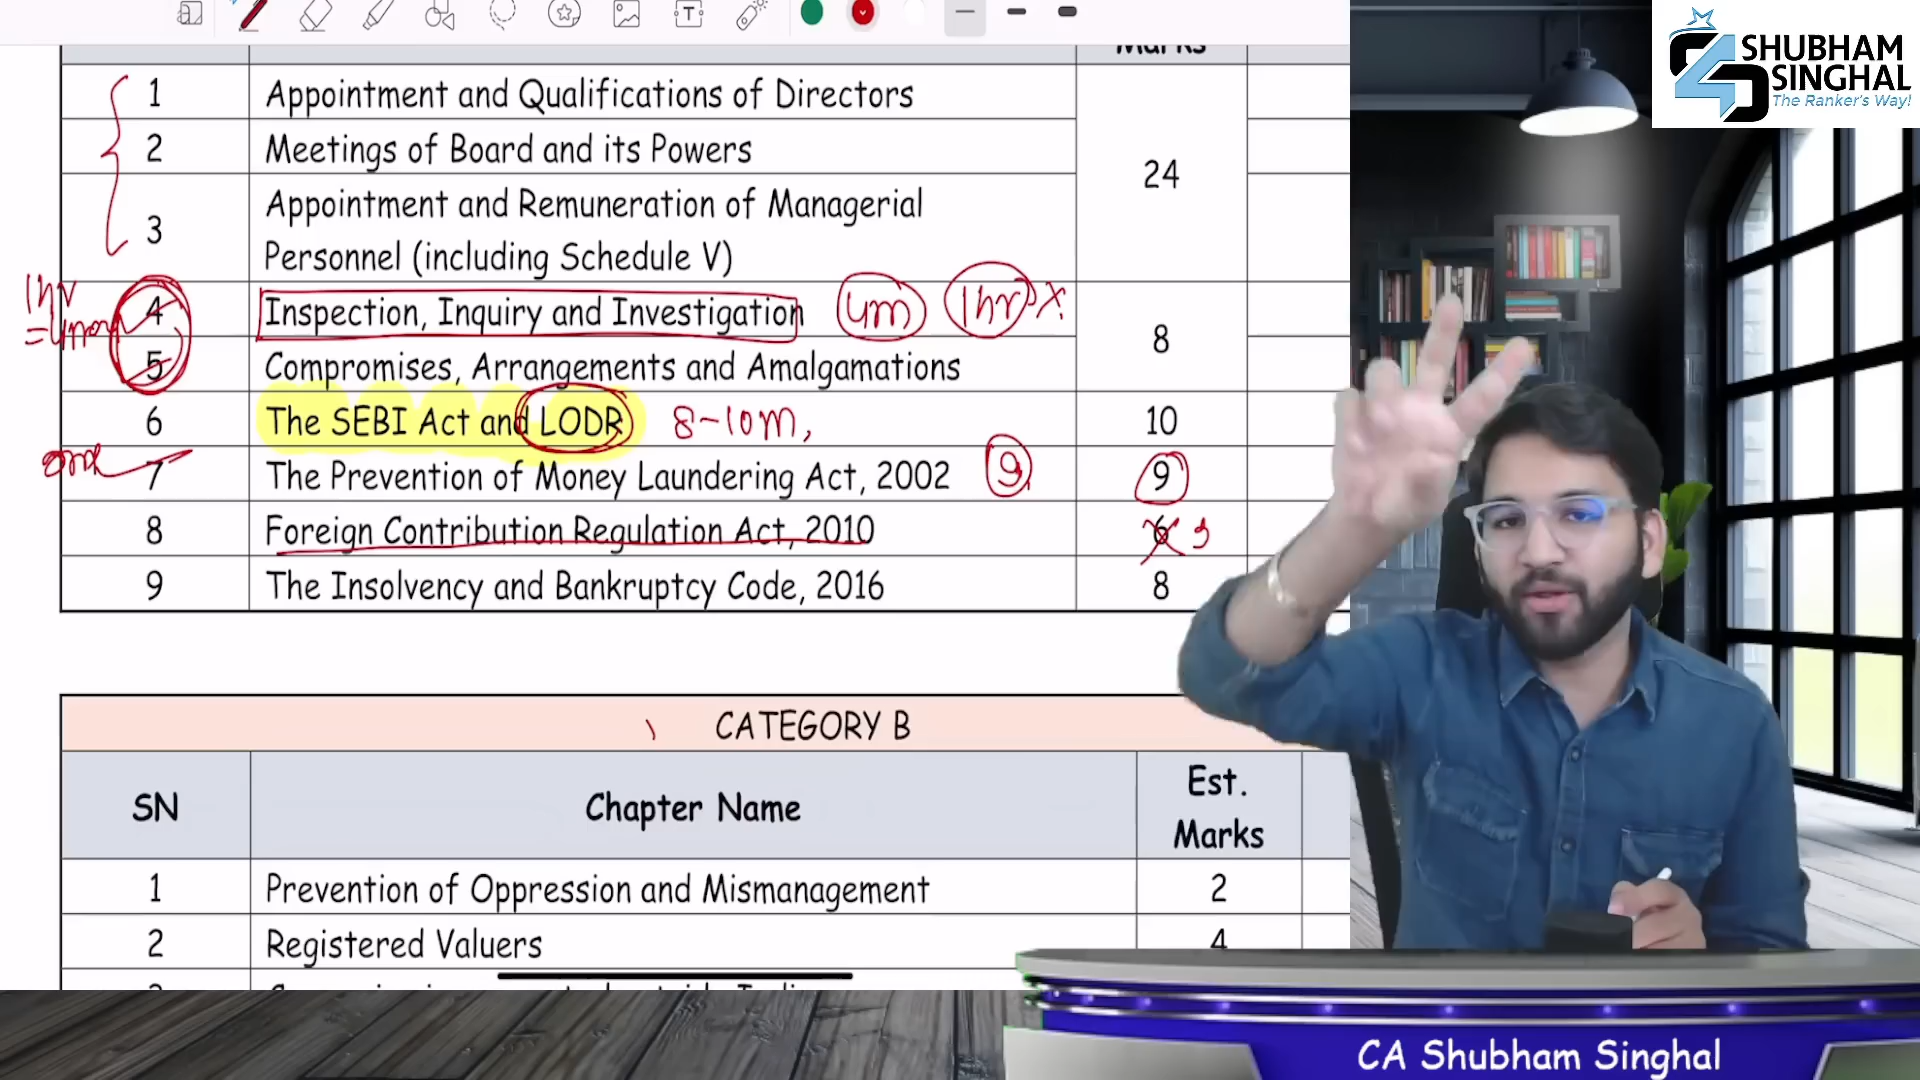 SHUBHAM
SINGHAL
The Ranker's Way!
Marks
1 Appointment and Qualifications of Directors
24
2 Meetings of Board and its Powers
3 Appointment and Remuneration of Managerial
Personnel (including Schedule V)
1hr
4 Inspection, Inquiry and Investigation 4m 1hr x
8
5 Compromises, Arrangements and Amalgamations
6 The SEBI Act and LODR 8-10m, 10
7 The Prevention of Money Laundering Act, 2002 9 9
8 Foreign Contribution Regulation Act, 2010 6
9 The Insolvency and Bankruptcy Code, 2016 8
CATEGORY B
SN Chapter Name Est.
Marks
1 Prevention of Oppression and Mismanagement 2
2 Registered Valuers 4
CA Shubham Singhal